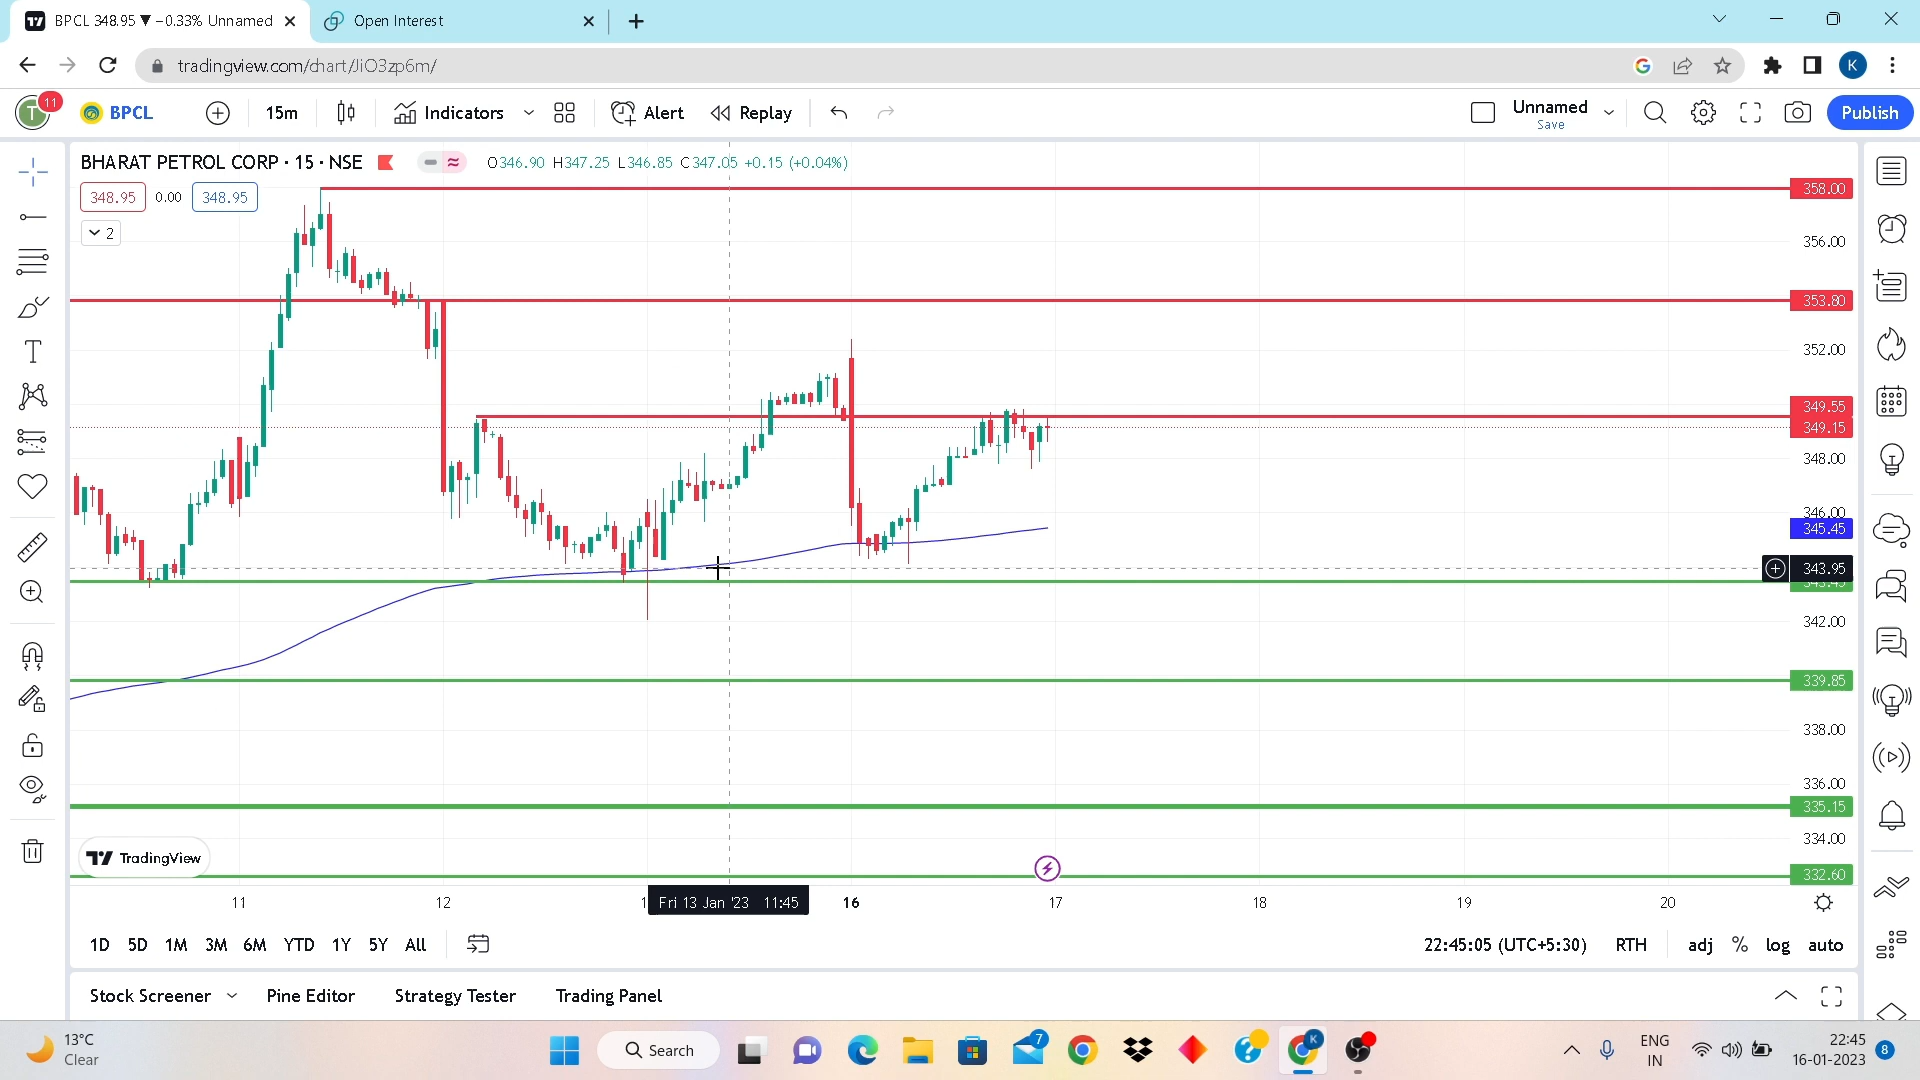 BPCL 348.95 ▼ −0.33% Unnamed
Open Interest
tradingview.com/chart/JiO3zp6m/
K
T 11
BPCL
15m
Indicators
Alert
Replay
Unnamed
Save
Publish
BHARAT PETROL CORP · 15 · NSE
O346.90 H347.25 L346.85 C347.05 +0.15 (+0.04%)
348.95 0.00 348.95
2
358.00
356.00
353.80
352.00
349.55
349.15
348.00
346.00
345.45
343.95
343.45
342.00
339.85
338.00
336.00
335.15
334.00
332.60
TradingView
11 12 1 Fri 13 Jan '23 11:45 16 17 18 19 20
1D 5D 1M 3M 6M YTD 1Y 5Y All
22:45:05 (UTC+5:30) RTH adj % log auto
Stock Screener Pine Editor Strategy Tester Trading Panel
13°C
Clear
Search
7
K
ENG
IN
22:45
16-01-2023
8